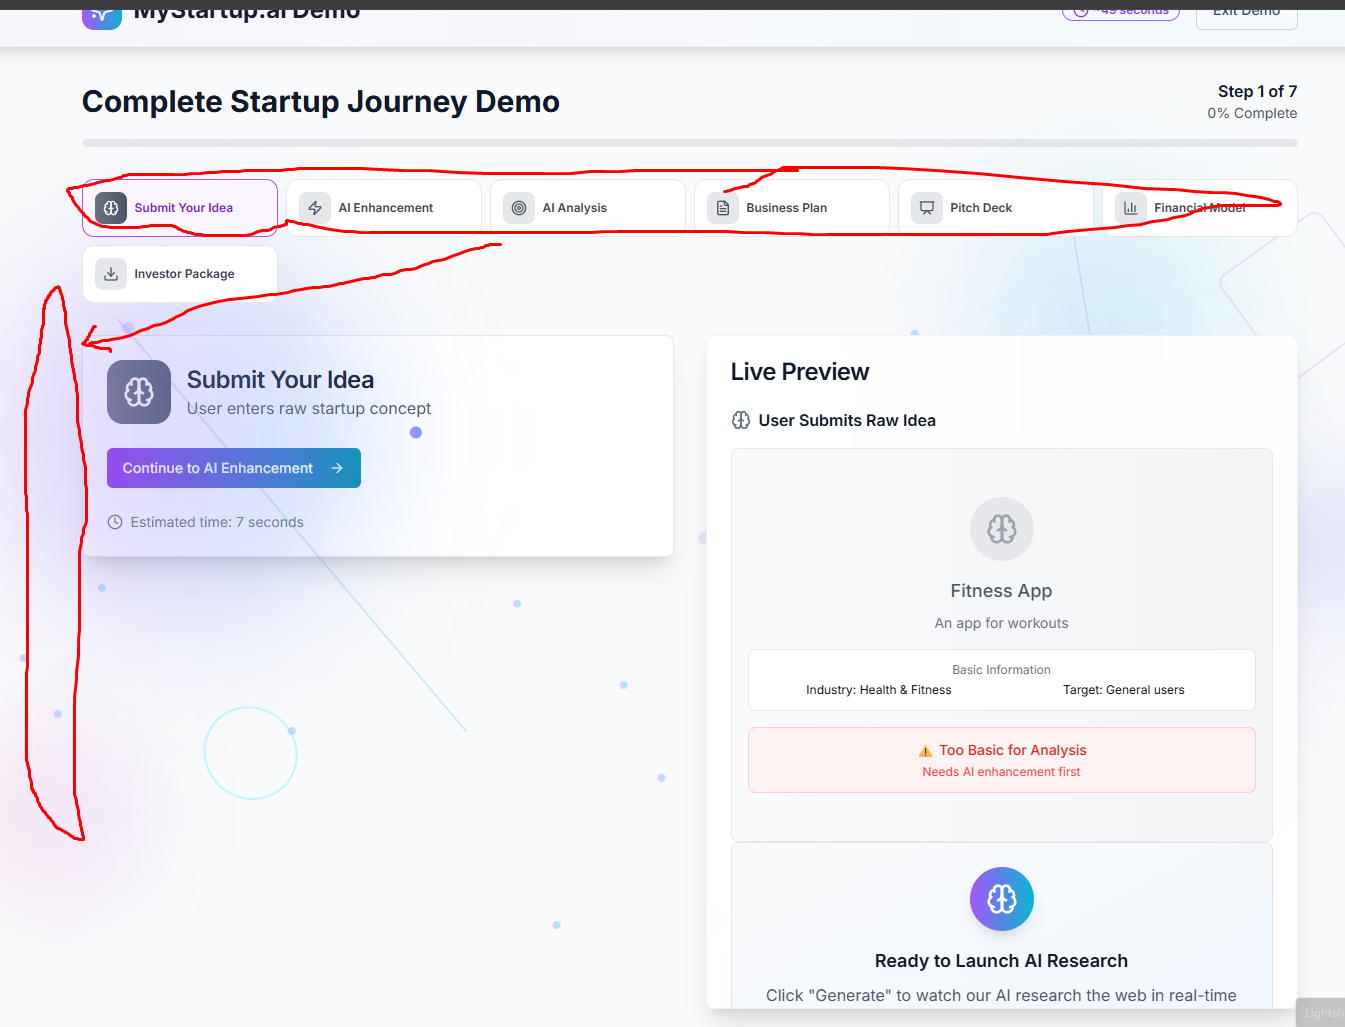 MyStartup.ai Demo
~49 seconds
Exit Demo
Complete Startup Journey Demo
Step 1 of 7
0% Complete
Submit Your Idea
AI Enhancement
AI Analysis
Business Plan
Pitch Deck
Financial Model
Investor Package
Submit Your Idea
User enters raw startup concept
Continue to AI Enhancement
Estimated time: 7 seconds
Live Preview
User Submits Raw Idea
Fitness App
An app for workouts
Basic Information
Industry: Health & Fitness
Target: General users
Too Basic for Analysis
Needs AI enhancement first
Ready to Launch AI Research
Click "Generate" to watch our AI research the web in real-time